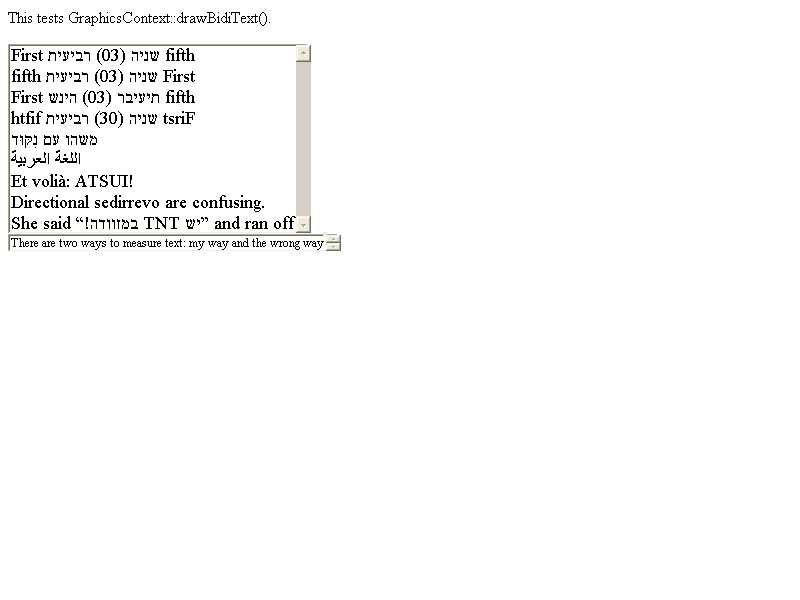 This tests GraphicsContext::drawBidiText().
First שניה (03) רביעית fifth
fifth שניה (03) רביעית First
First תיעיבר (03) הינש fifth
htfif שניה (30) רביעית tsriF
משהו עם נִקּוּד
اللغة العربية
Et volià: ATSUI!
Directional sedirrevo are confusing.
She said “יש TNT במזוודה!” and ran off
There are two ways to measure text: my way and the wrong way